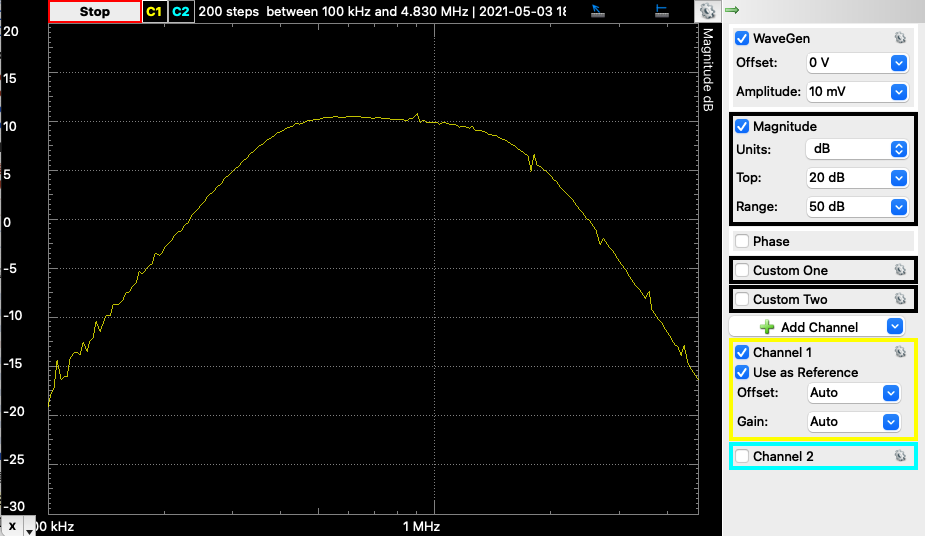 Stop C1 C2 200 steps between 100 kHz and 4.830 MHz | 2021-05-03 18
20
15
10
5
0
-5
-10
-15
-20
-25
-30
Magnitude dB
x 00 kHz 1 MHz
WaveGen
Offset: 0 V
Amplitude: 10 mV
Magnitude
Units: dB
Top: 20 dB
Range: 50 dB
Phase
Custom One
Custom Two
Add Channel
Channel 1
Use as Reference
Offset: Auto
Gain: Auto
Channel 2